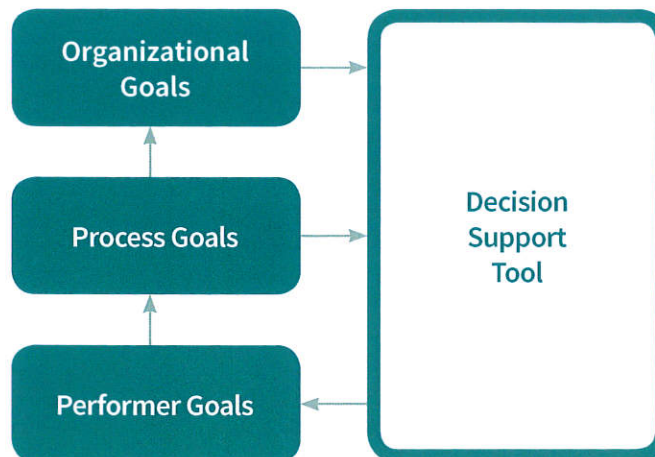 Organizational
Goals
Process Goals
Performer Goals
Decision
Support
Tool